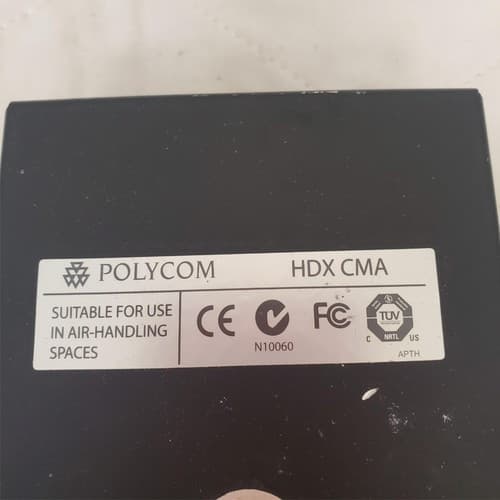 POLYCOM HDX CMA
SUITABLE FOR USE
IN AIR-HANDLING
SPACES
CE FC
N10060
TÜV
C NRTL US
APTH